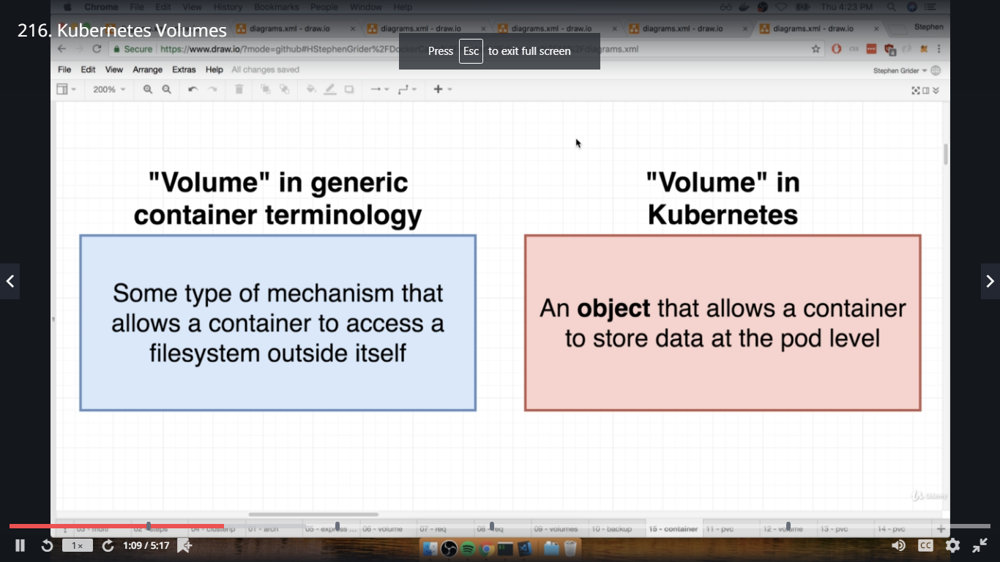 Chrome File Edit View History Bookmarks People Window Help Thu 4:23 PM
216. Kubernetes Volumes
diagrams.xml - draw.io diagrams.xml - draw.io diagrams.xml - draw.io diagrams.xml - draw.io diagrams.xml - draw.io Stephen
Press Esc to exit full screen
Secure https://www.draw.io/?mode=github#HStephenGrider%2FDocker
%2Fdiagrams.xml
File Edit View Arrange Extras Help All changes saved Stephen Grider
200%
"Volume" in generic
container terminology
Some type of mechanism that
allows a container to access a
filesystem outside itself
"Volume" in
Kubernetes
An object that allows a container
to store data at the pod level
Udemy
03 - multi 02 - steps 04 - clusterip 01 - arch 05 - express ... 06 - volume 07 - req 08 - req 09 - volumes 10 - backup 15 - container 11 - pvc 12 - volume 13 - pvc 14 - pvc
1x 1:09 / 5:17 CC